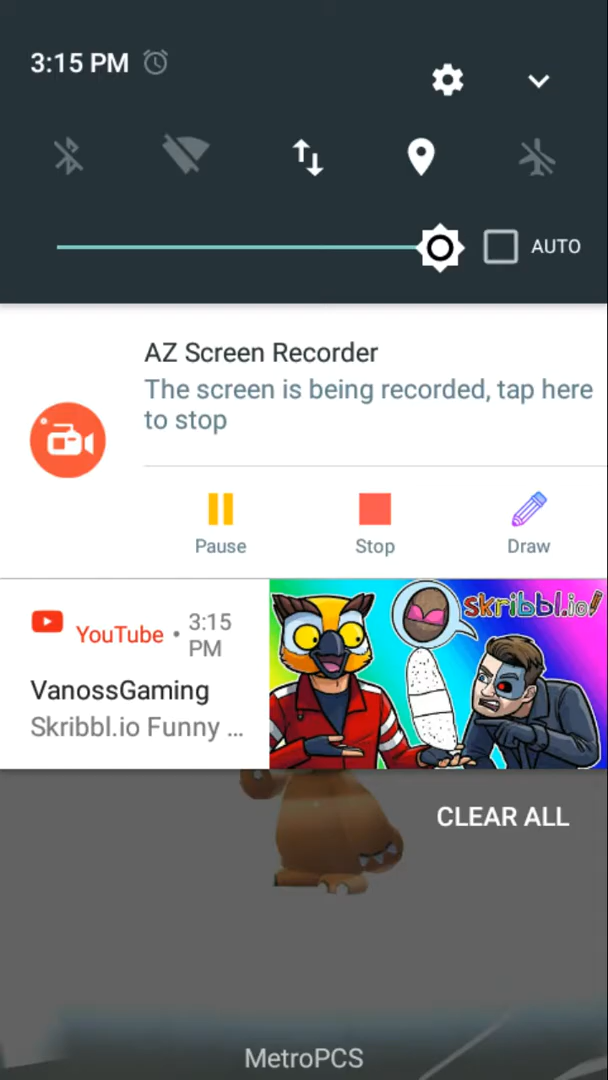 3:15 PM
AUTO
AZ Screen Recorder
The screen is being recorded, tap here
to stop
Pause
Stop
Draw
YouTube • 3:15
PM
VanossGaming
Skribbl.io Funny ...
skribbl.io
CLEAR ALL
MetroPCS